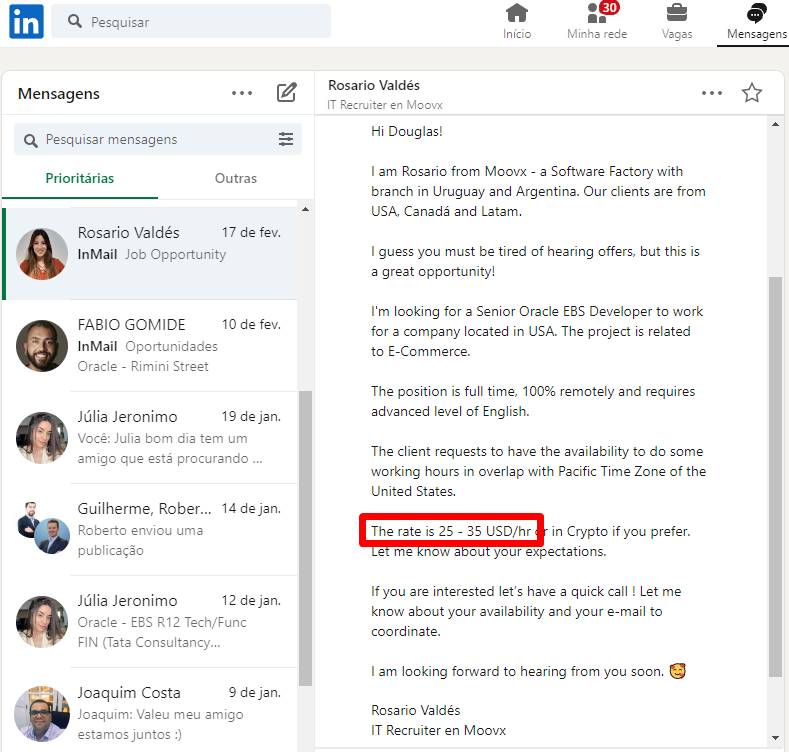 in
Pesquisar
Início
30
Minha rede
Vagas
Mensagens
Mensagens
Pesquisar mensagens
Prioritárias
Outras
Rosario Valdés 17 de fev.
InMail Job Opportunity
FABIO GOMIDE 10 de fev.
InMail Oportunidades
Oracle - Rimini Street
Júlia Jeronimo 19 de jan.
Você: Julia bom dia tem um
amigo que está procurando ...
Guilherme, Rober... 14 de jan.
Roberto enviou uma
publicação
Júlia Jeronimo 12 de jan.
Oracle - EBS R12 Tech/Func
FIN (Tata Consultancy...
Joaquim Costa 9 de jan.
Joaquim: Valeu meu amigo
estamos juntos :)
Rosario Valdés
IT Recruiter en Moovx
Hi Douglas!
I am Rosario from Moovx - a Software Factory with
branch in Uruguay and Argentina. Our clients are from
USA, Canadá and Latam.
I guess you must be tired of hearing offers, but this is
a great opportunity!
I'm looking for a Senior Oracle EBS Developer to work
for a company located in USA. The project is related
to E-Commerce.
The position is full time, 100% remotely and requires
advanced level of English.
The client requests to have the availability to do some
working hours in overlap with Pacific Time Zone of the
United States.
The rate is 25 - 35 USD/hr or in Crypto if you prefer.
Let me know about your expectations.
If you are interested let's have a quick call ! Let me
know about your availability and your e-mail to
coordinate.
I am looking forward to hearing from you soon. 🥰
Rosario Valdés
IT Recruiter en Moovx